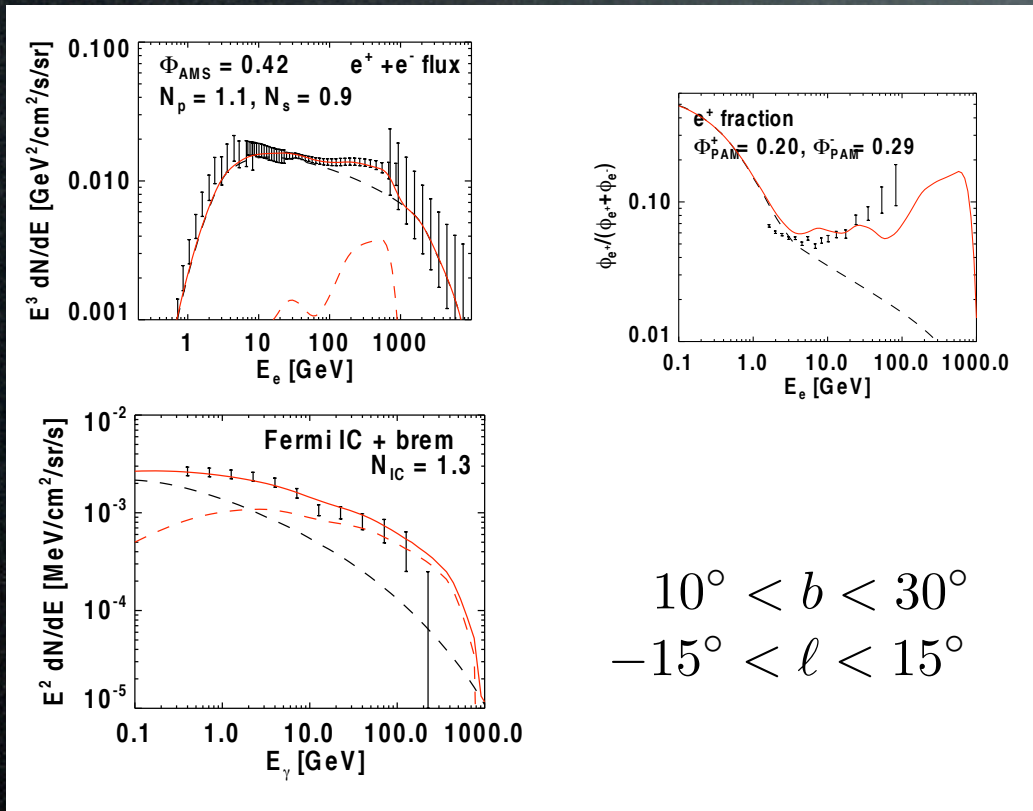 Φ_AMS = 0.42 e⁺ +e⁻ flux
N_p = 1.1, N_s = 0.9
E³ dN/dE [GeV²/cm²/s/sr]
0.100
0.010
0.001
1 10 100 1000
E_e [GeV]
e⁺ fraction
Φ⁺_PAM = 0.20, Φ⁻_PAM = 0.29
ϕ_e⁺/(ϕ_e⁺+ϕ_e⁻)
0.10
0.01
0.1 1.0 10.0 100.0 1000.0
E_e [GeV]
Fermi IC + brem
N_IC = 1.3
E² dN/dE [MeV/cm²/sr/s]
10⁻²
10⁻³
10⁻⁴
10⁻⁵
0.1 1.0 10.0 100.0 1000.0
E_γ [GeV]
10° < b < 30°
−15° < ℓ < 15°